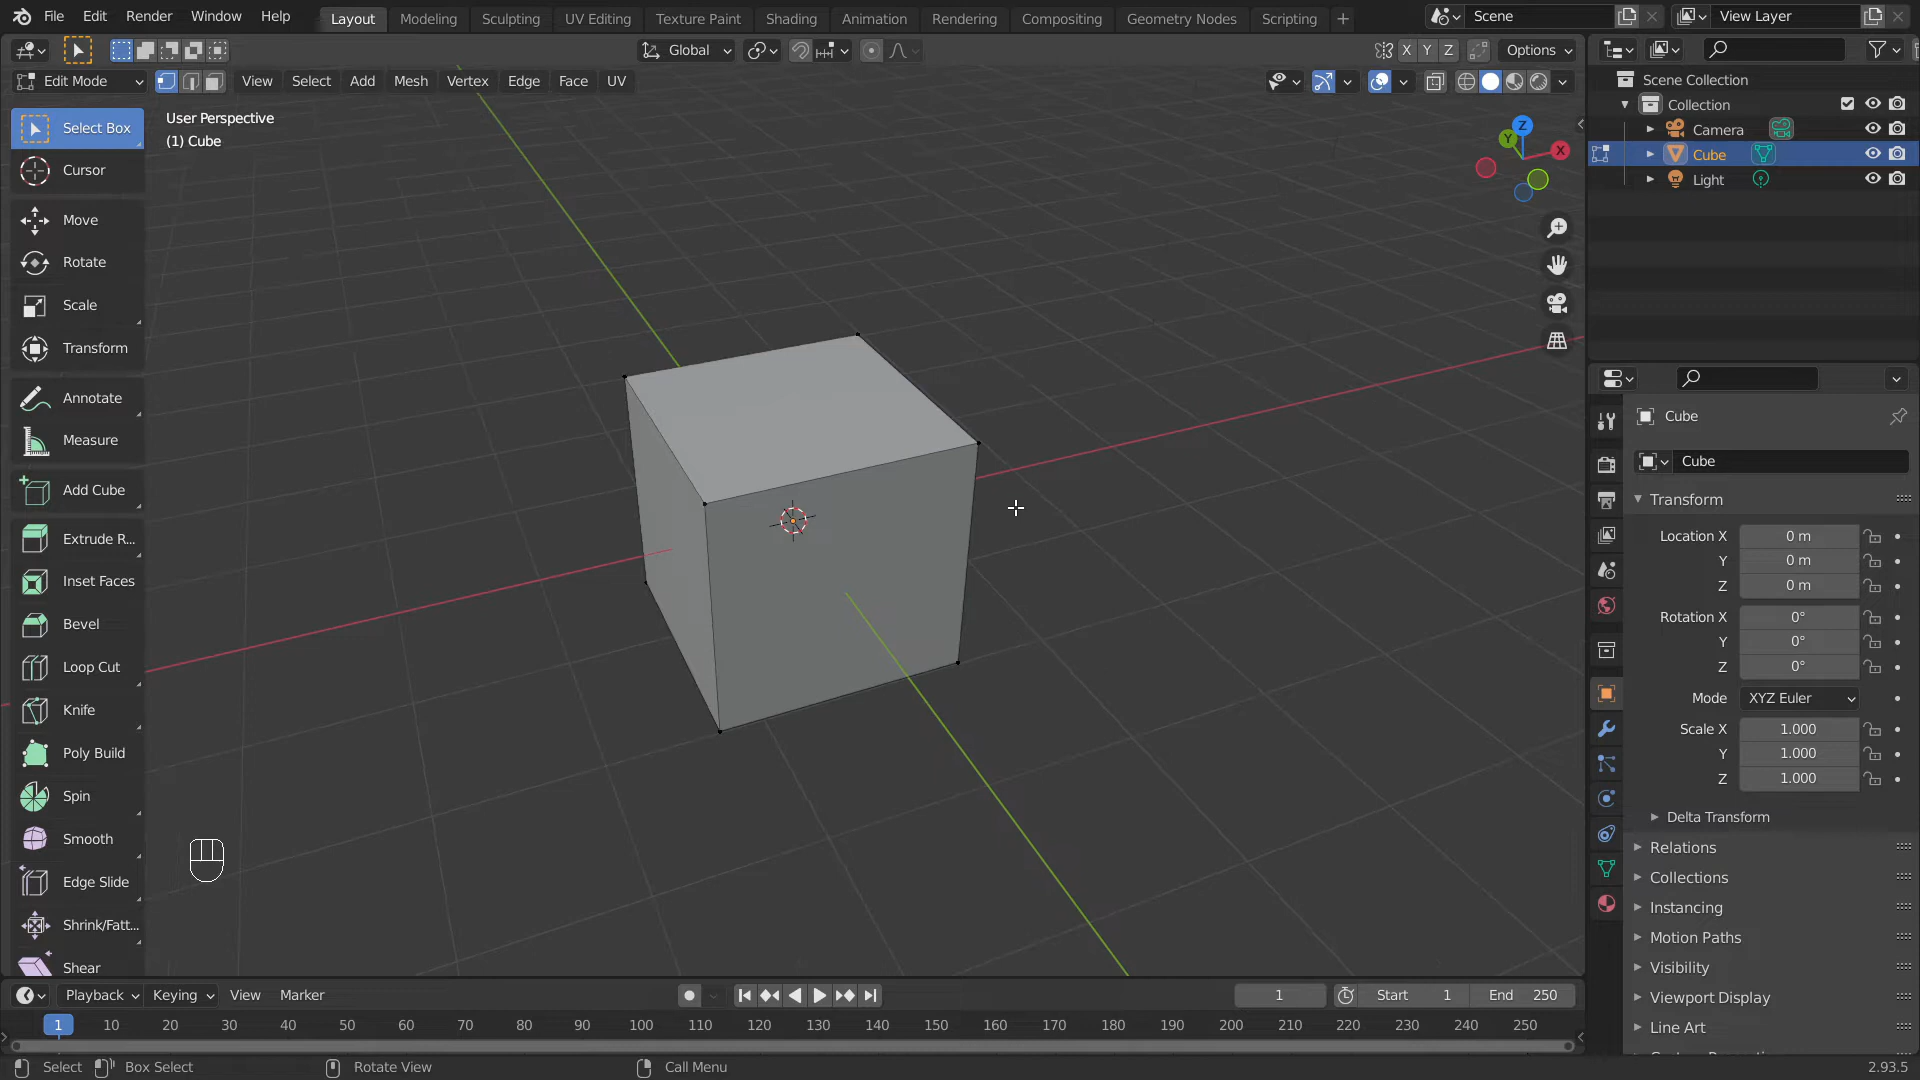 File Edit Render Window Help Layout Modeling Sculpting UV Editing Texture Paint Shading Animation Rendering Compositing Geometry Nodes Scripting + Scene View Layer
Global X Y Z Options
Edit Mode View Select Add Mesh Vertex Edge Face UV
User Perspective
(1) Cube
Select Box
Cursor
Move
Rotate
Scale
Transform
Annotate
Measure
Add Cube
Extrude R...
Inset Faces
Bevel
Loop Cut
Knife
Poly Build
Spin
Smooth
Edge Slide
Shrink/Fatt...
Shear
Z
Y
X
Scene Collection
Collection
Camera
Cube
Light
Cube
Cube
Transform
Location X 0 m
Y 0 m
Z 0 m
Rotation X 0°
Y 0°
Z 0°
Mode XYZ Euler
Scale X 1.000
Y 1.000
Z 1.000
Delta Transform
Relations
Collections
Instancing
Motion Paths
Visibility
Viewport Display
Line Art
Playback Keying View Marker 1 Start 1 End 250
1 10 20 30 40 50 60 70 80 90 100 110 120 130 140 150 160 170 180 190 200 210 220 230 240 250
Select Box Select Rotate View Call Menu 2.93.5